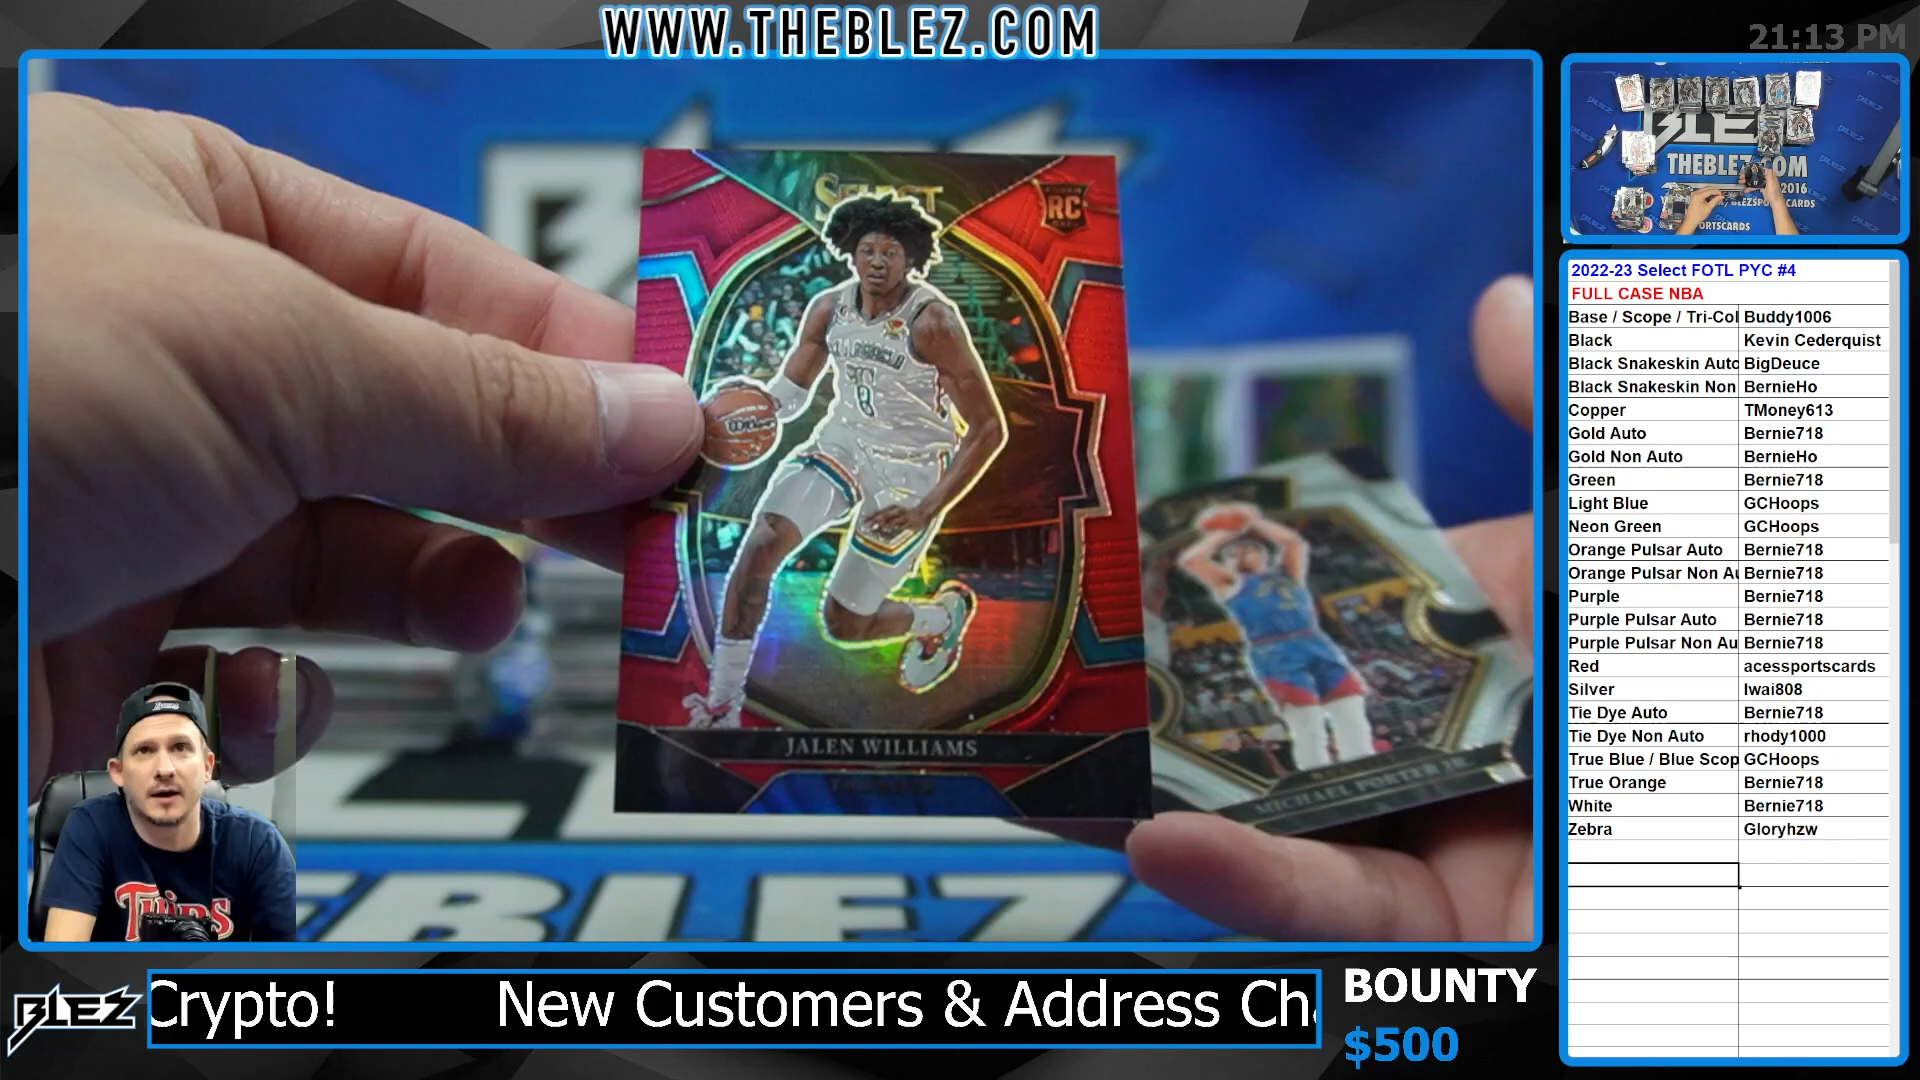 WWW.THEBLEZ.COM
21:13 PM
SELECT
RC
8
Wilson
JALEN WILLIAMS
MICHAEL PORTER JR.
Twins
BLEZ
THEBLEZ.COM
2016
2022-23 Select FOTL PYC #4
FULL CASE NBA
Base / Scope / Tri-Col Buddy1006
Black Kevin Cederquist
Black Snakeskin Auto BigDeuce
Black Snakeskin Non BernieHo
Copper TMoney613
Gold Auto Bernie718
Gold Non Auto BernieHo
Green Bernie718
Light Blue GCHoops
Neon Green GCHoops
Orange Pulsar Auto Bernie718
Orange Pulsar Non Au Bernie718
Purple Bernie718
Purple Pulsar Auto Bernie718
Purple Pulsar Non Au Bernie718
Red acessportscards
Silver Iwai808
Tie Dye Auto Bernie718
Tie Dye Non Auto rhody1000
True Blue / Blue Scop GCHoops
True Orange Bernie718
White Bernie718
Zebra Gloryhzw
BLEZ
Crypto! New Customers & Address Cha
BOUNTY
$500